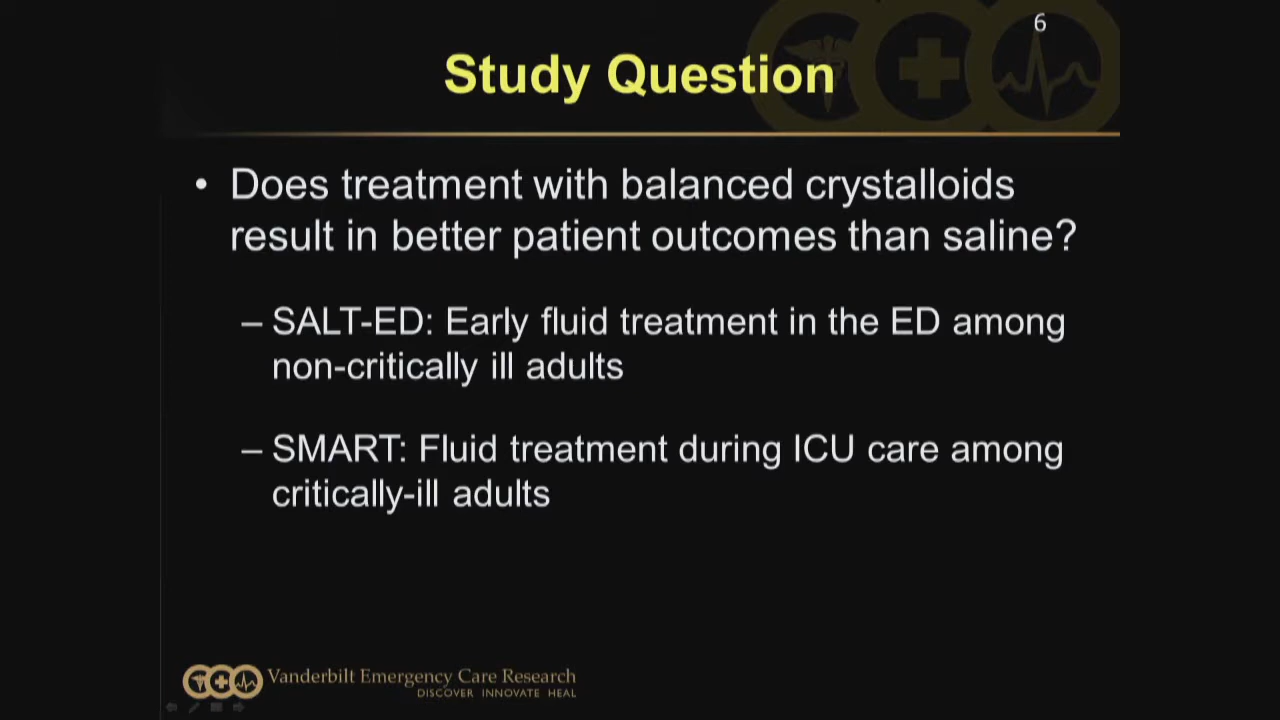 6
Study Question
• Does treatment with balanced crystalloids
result in better patient outcomes than saline?
– SALT-ED: Early fluid treatment in the ED among
non-critically ill adults
– SMART: Fluid treatment during ICU care among
critically-ill adults
Vanderbilt Emergency Care Research
DISCOVER INNOVATE HEAL